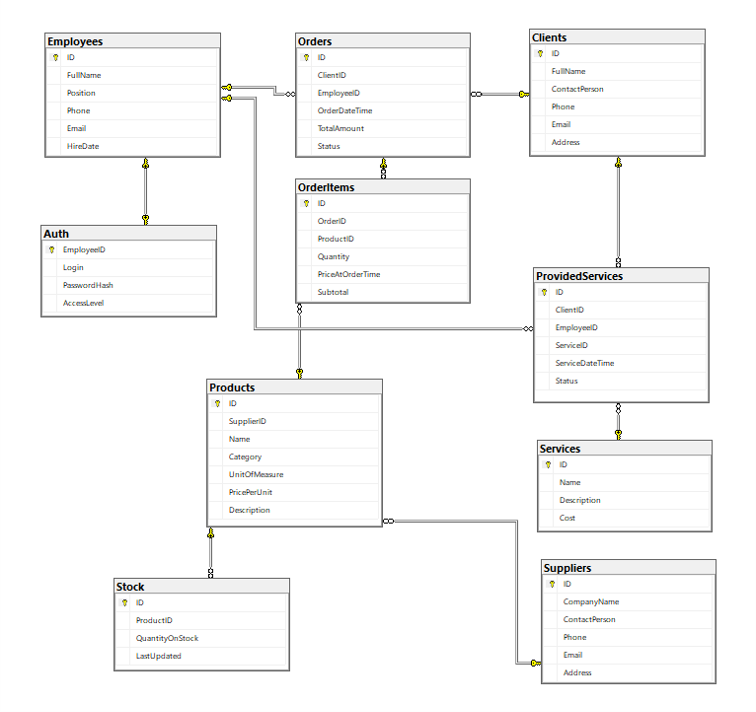 Employees
ID
FullName
Position
Phone
Email
HireDate
Orders
ID
ClientID
EmployeeID
OrderDateTime
TotalAmount
Status
Clients
ID
FullName
ContactPerson
Phone
Email
Address
Auth
EmployeeID
Login
PasswordHash
AccessLevel
OrderItems
ID
OrderID
ProductID
Quantity
PriceAtOrderTime
Subtotal
ProvidedServices
ID
ClientID
EmployeeID
ServiceID
ServiceDateTime
Status
Products
ID
SupplierID
Name
Category
UnitOfMeasure
PricePerUnit
Description
Services
ID
Name
Description
Cost
Stock
ID
ProductID
QuantityOnStock
LastUpdated
Suppliers
ID
CompanyName
ContactPerson
Phone
Email
Address